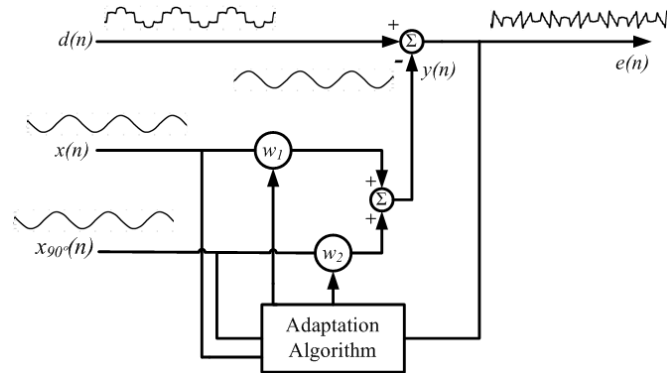 +
d(n)
Σ
-
y(n)
e(n)
x(n)
w1
+
Σ
+
x90°(n)
w2
Adaptation
Algorithm